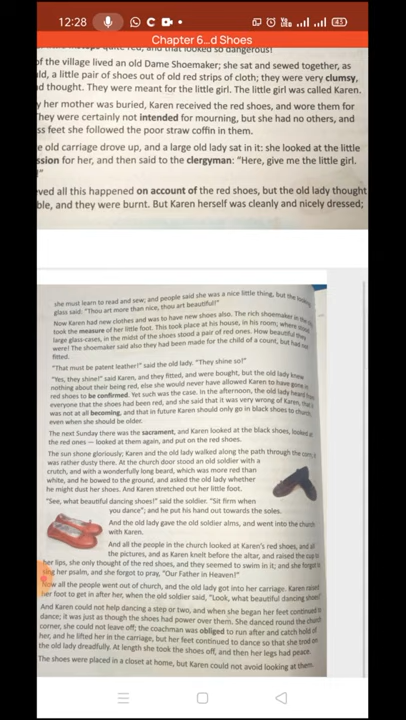 12:28
43
Chapter 6...d Shoes
quite red, and that looked so dangerous!
of the village lived an old Dame Shoemaker; she sat and sewed together, as
ld, a little pair of shoes out of old red strips of cloth; they were very clumsy,
d thought. They were meant for the little girl. The little girl was called Karen.
y her mother was buried, Karen received the red shoes, and wore them for
They were certainly not intended for mourning, but she had no others, and
ss feet she followed the poor straw coffin in them.
e old carriage drove up, and a large old lady sat in it: she looked at the little
ssion for her, and then said to the clergyman: "Here, give me the little girl.
!"
ved all this happened on account of the red shoes, but the old lady thought
ble, and they were burnt. But Karen herself was cleanly and nicely dressed;
she must learn to read and sew; and people said she was a nice little thing, but the looking
glass said: "Thou art more than nice, thou art beautiful!"
Now Karen had new clothes and was to have new shoes also. The rich shoemaker in the
took the measure of her little foot. This took place at his house, in his room; where stood
large glass-cases, in the midst of the shoes stood a pair of red ones. How beautiful they
were! The shoemaker said also they had been made for the child of a count, but had not
fitted.
"That must be patent leather!" said the old lady. "They shine so!"
"Yes, they shine!" said Karen, and they fitted, and were bought, but the old lady knew
nothing about their being red, else she would never have allowed Karen to have gone in
red shoes to be confirmed. Yet such was the case. In the afternoon, the old lady heard from
everyone that the shoes had been red, and she said that it was very wrong of Karen, that it
was not at all becoming, and that in future Karen should only go in black shoes to church,
even when she should be older.
The next Sunday there was the sacrament, and Karen looked at the black shoes, looked at
the red ones — looked at them again, and put on the red shoes.
The sun shone gloriously; Karen and the old lady walked along the path through the corn; it
was rather dusty there. At the church door stood an old soldier with a
crutch, and with a wonderfully long beard, which was more red than
white, and he bowed to the ground, and asked the old lady whether
he might dust her shoes. And Karen stretched out her little foot.
"See, what beautiful dancing shoes!" said the soldier. "Sit firm when
you dance"; and he put his hand out towards the soles.
And the old lady gave the old soldier alms, and went into the church
with Karen.
And all the people in the church looked at Karen's red shoes, and all
the pictures, and as Karen knelt before the altar, and raised the cup to
her lips, she only thought of the red shoes, and they seemed to swim in it; and she forgot to
sing her psalm, and she forgot to pray, "Our Father in Heaven!"
Now all the people went out of church, and the old lady got into her carriage. Karen raised
her foot to get in after her, when the old soldier said, "Look, what beautiful dancing shoes!"
And Karen could not help dancing a step or two, and when she began her feet continued to
dance; it was just as though the shoes had power over them. She danced round the church
corner, she could not leave off; the coachman was obliged to run after and catch hold of
her, and he lifted her in the carriage, but her feet continued to dance so that she trod on
the old lady dreadfully. At length she took the shoes off, and then her legs had peace.
The shoes were placed in a closet at home, but Karen could not avoid looking at them.